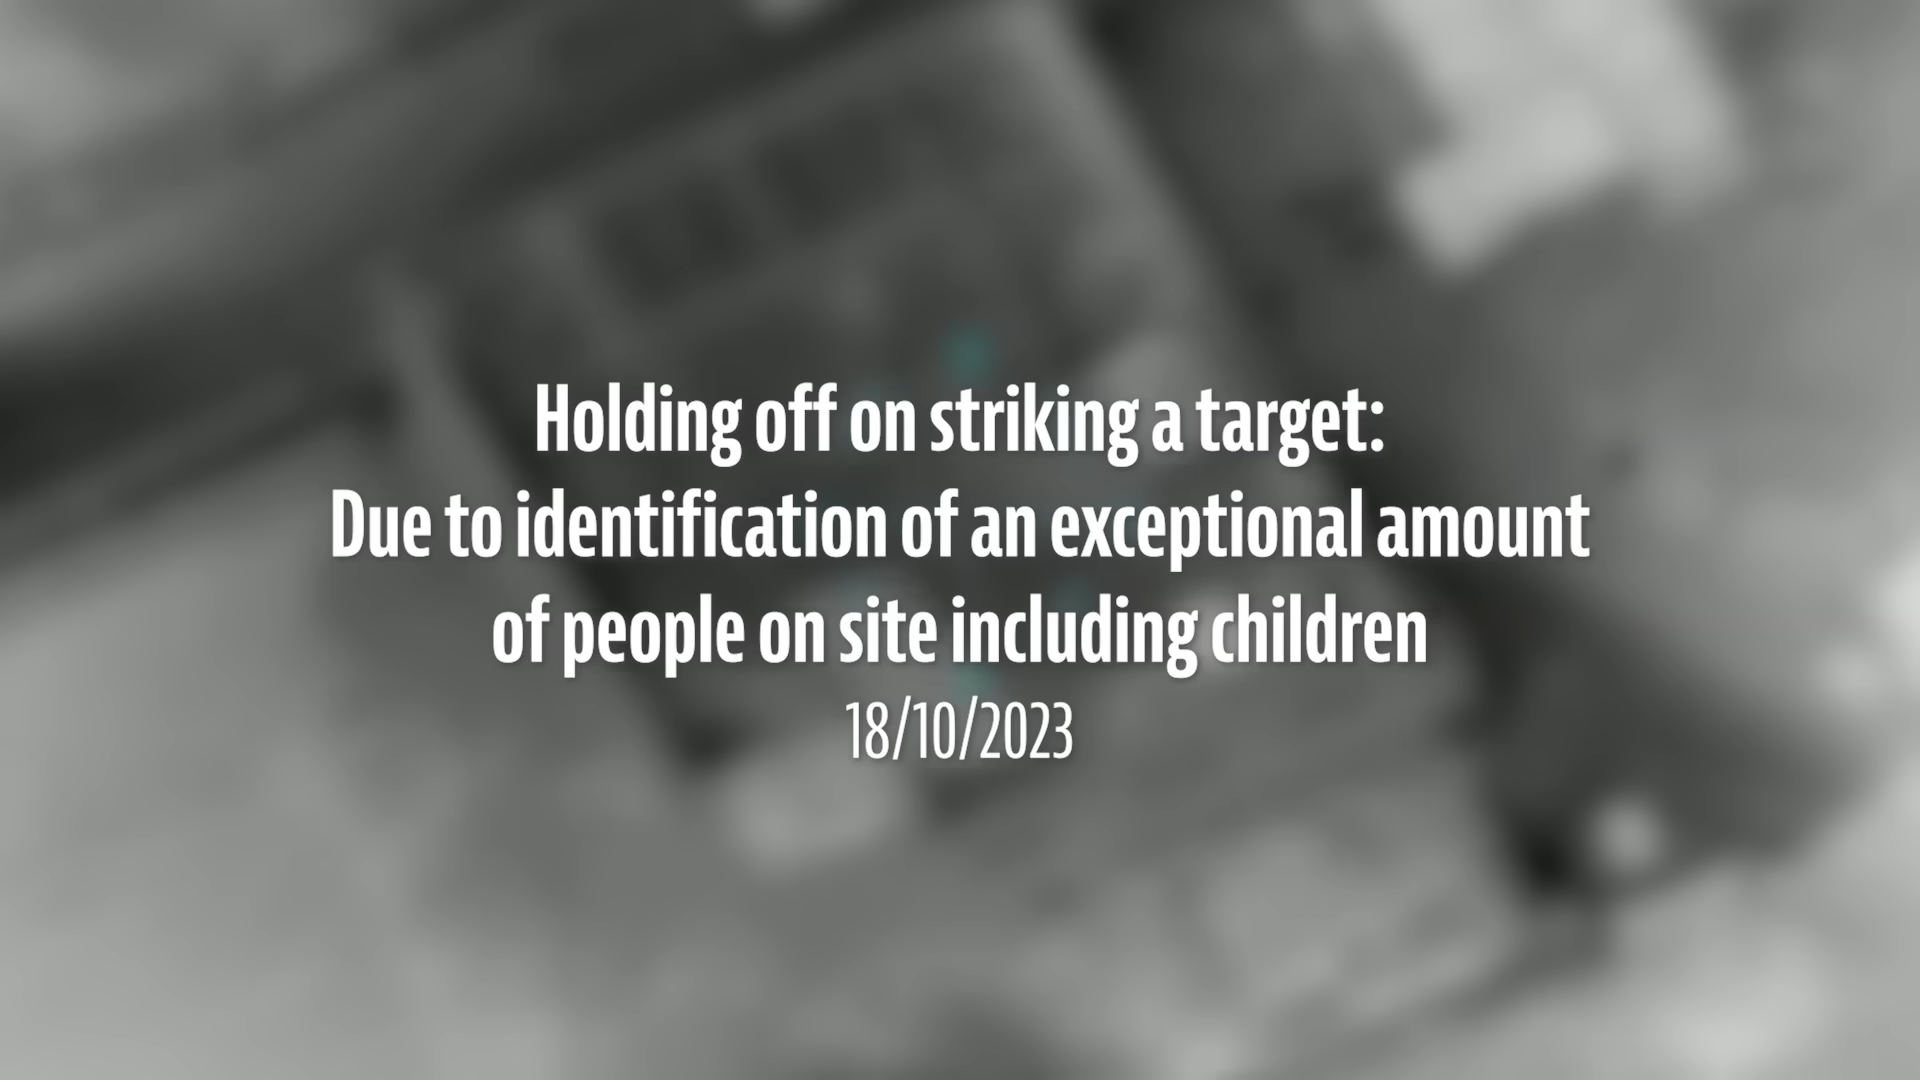 Holding off on striking a target:
Due to identification of an exceptional amount
of people on site including children
18/10/2023